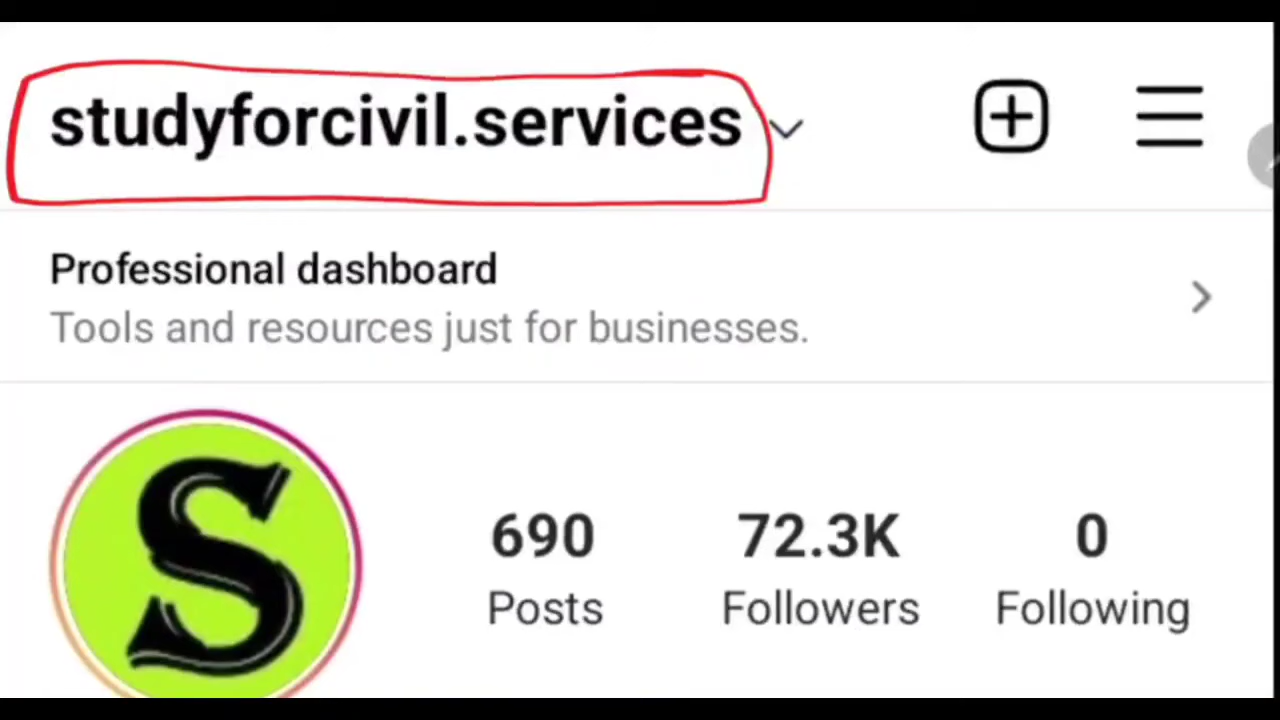 studyforcivil.services
Professional dashboard
Tools and resources just for businesses.
S
690 72.3K 0
Posts Followers Following